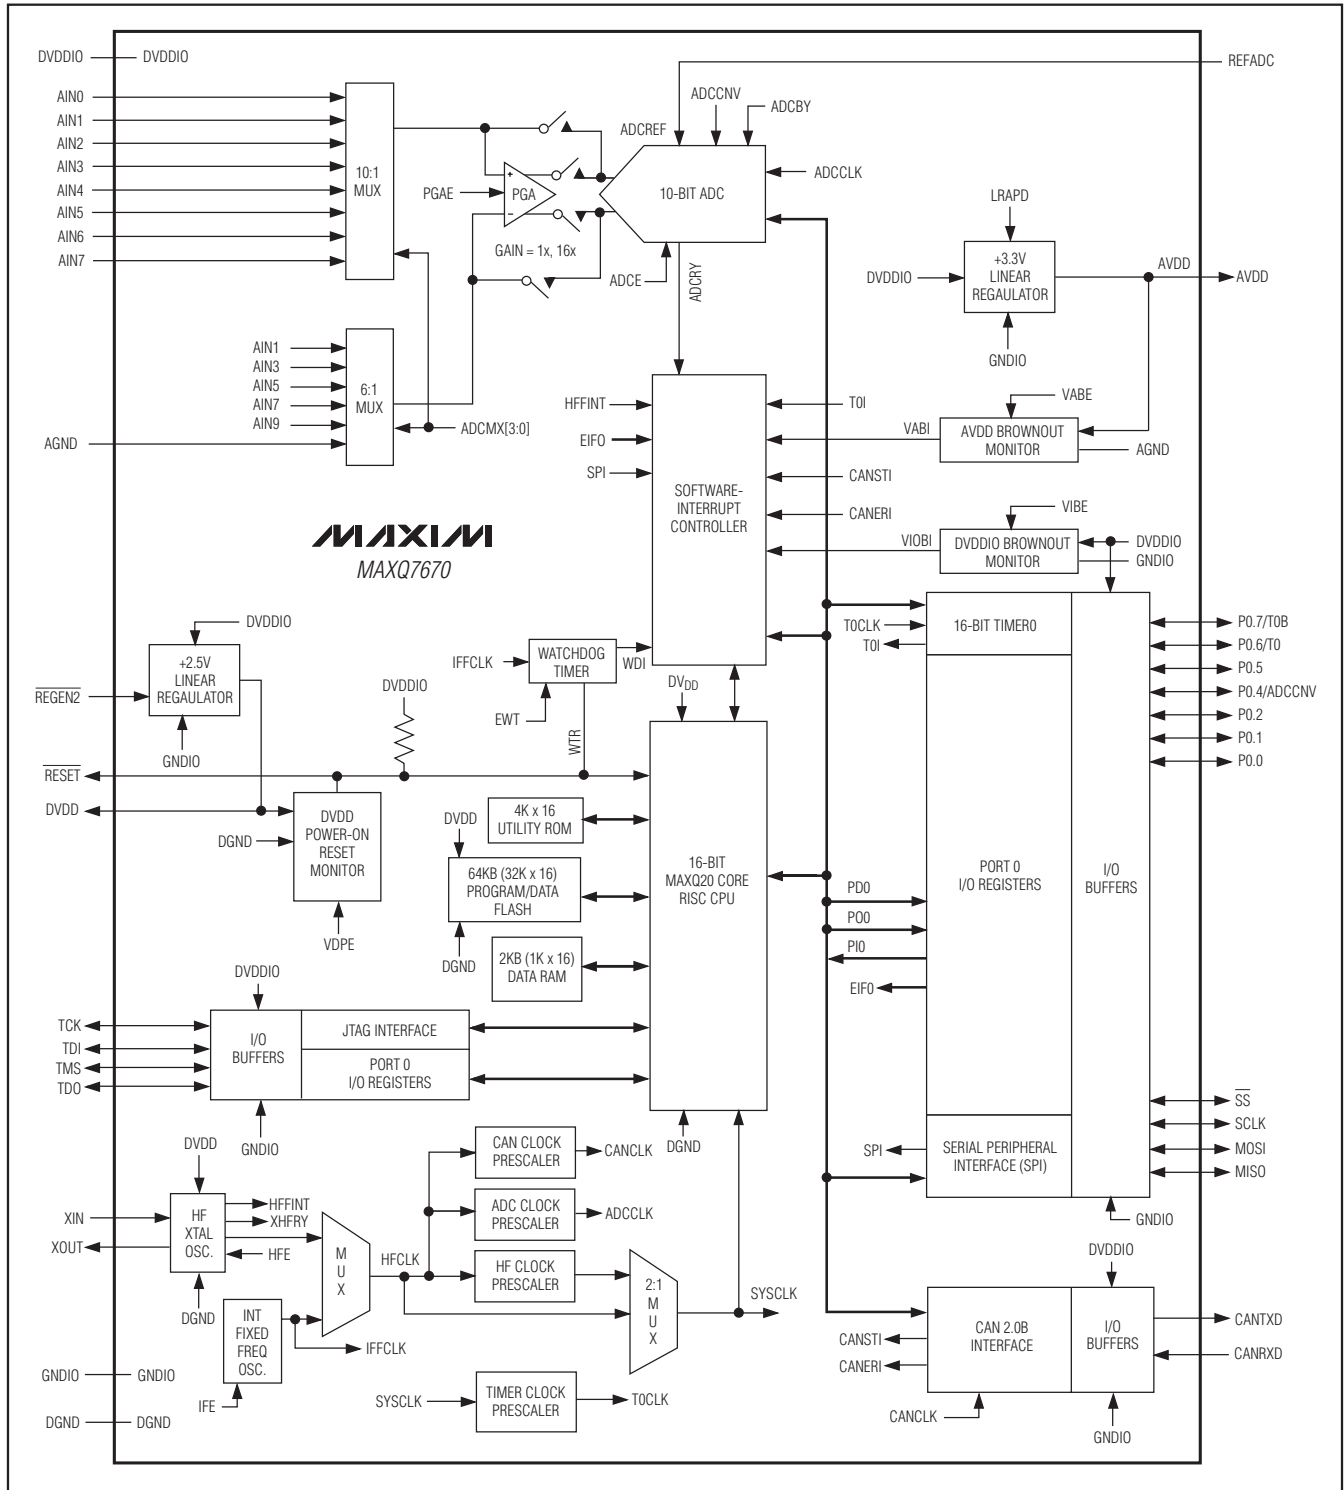 DVDDIO
DVDDIO
REFADC
AIN0
AIN1
AIN2
AIN3
AIN4
AIN5
AIN6
AIN7
10:1
MUX
PGAE
+
PGA
−
GAIN = 1x, 16x
ADCREF
ADCCNV
ADCBY
ADCCLK
10-BIT ADC
ADCE
ADCRY
LRAPD
DVDDIO
+3.3V
LINEAR
REGAULATOR
AVDD
AVDD
GNDIO
AIN1
AIN3
AIN5
AIN7
AIN9
AGND
6:1
MUX
ADCMX[3:0]
HFFINT
EIFO
SPI
SOFTWARE-
INTERRUPT
CONTROLLER
T0I
VABI
CANSTI
CANERI
VIOBI
VABE
AVDD BROWNOUT
MONITOR
AGND
VIBE
DVDDIO BROWNOUT
MONITOR
DVDDIO
GNDIO
MAXIM
MAXQ7670
DVDDIO
+2.5V
LINEAR
REGAULATOR
REGEN2
GNDIO
DVDDIO
IFFCLK
WATCHDOG
TIMER
WDI
EWT
WTR
DVDD
RESET
DVDD
DGND
DVDD
POWER-ON
RESET
MONITOR
VDPE
4K x 16
UTILITY ROM
DVDD
64KB (32K x 16)
PROGRAM/DATA
FLASH
DGND
2KB (1K x 16)
DATA RAM
16-BIT
MAXQ20 CORE
RISC CPU
DGND
T0CLK
T0I
16-BIT TIMER0
PORT 0
I/O REGISTERS
I/O
BUFFERS
PD0
PO0
PI0
EIF0
SPI
SERIAL PERIPHERAL
INTERFACE (SPI)
GNDIO
P0.7/T0B
P0.6/T0
P0.5
P0.4/ADCCNV
P0.2
P0.1
P0.0
SS
SCLK
MOSI
MISO
DVDDIO
TCK
TDI
TMS
TDO
I/O
BUFFERS
JTAG INTERFACE
PORT 0
I/O REGISTERS
GNDIO
DVDD
XIN
XOUT
HF
XTAL
OSC.
HFFINT
XHFRY
HFE
DGND
INT
FIXED
FREQ
OSC.
IFE
IFFCLK
MUX
HFCLK
CAN CLOCK
PRESCALER
CANCLK
ADC CLOCK
PRESCALER
ADCCLK
HF CLOCK
PRESCALER
2:1
MUX
SYSCLK
SYSCLK
TIMER CLOCK
PRESCALER
T0CLK
GNDIO
GNDIO
DGND
DGND
DVDDIO
CAN 2.0B
INTERFACE
I/O
BUFFERS
CANSTI
CANERI
CANCLK
GNDIO
CANTXD
CANRXD